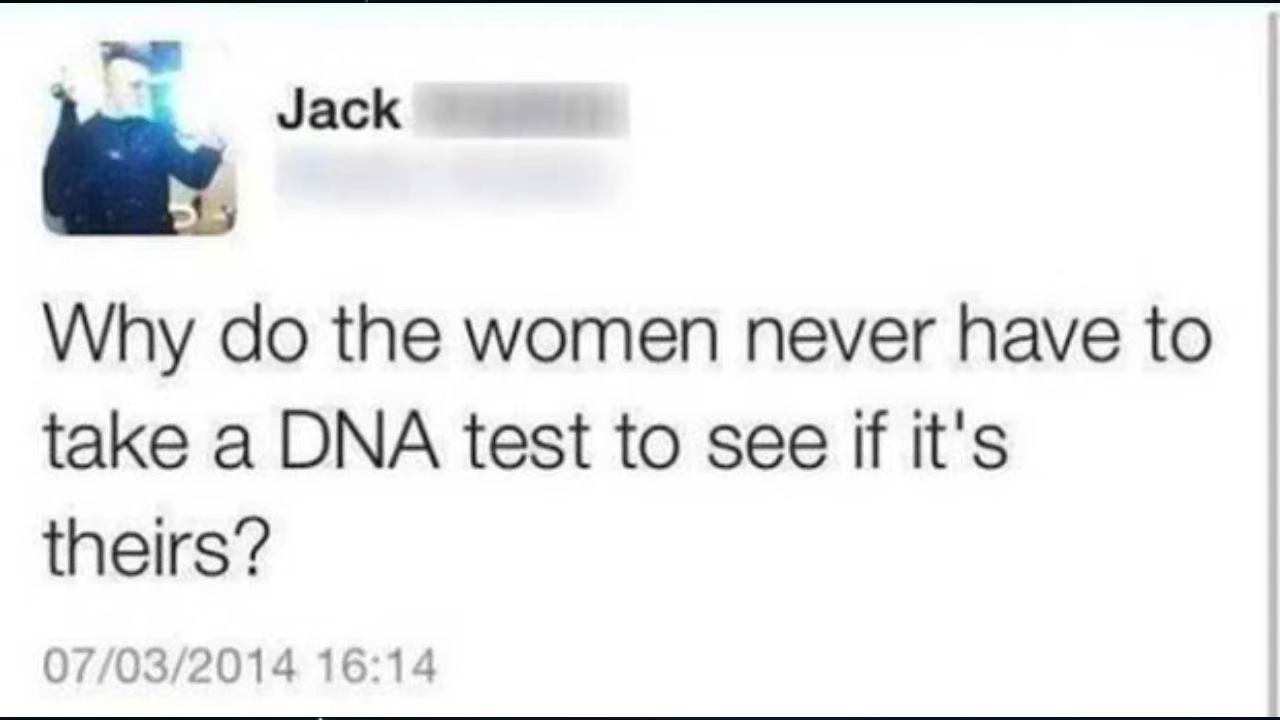 Jack
Why do the women never have to
take a DNA test to see if it's
theirs?
07/03/2014 16:14